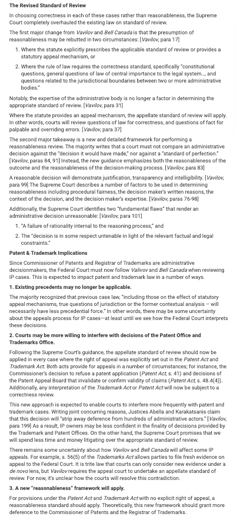 The Revised Standard of Review
In choosing correctness in each of these cases rather than reasonableness, the Supreme
Court completely overhauled the existing law on standard of review.
The first major change from Vavilov and Bell Canada is that the presumption of
reasonableness may be rebutted in two circumstances: [Vavilov, para 17]
1. When the statute explicitly prescribes the applicable standard of review or provides a
statutory appeal mechanism, or
2. Where the rule of law requires the correctness standard, specifically "constitutional
questions, general questions of law of central importance to the legal system..., and
questions related to the jurisdictional boundaries between two or more administrative
bodies."
Notably, the expertise of the administrative body is no longer a factor in determining the
appropriate standard of review. [Vavilov, para 31]
Where the statute provides an appeal mechanism, the appellate standard of review will apply.
In other words, courts will review questions of law for correctness, and questions of fact for
palpable and overriding errors. [Vavilov, para 37]
The second major takeaway is a new and detailed framework for performing a
reasonableness review. The majority writes that a court must not compare an administrative
decision against the "decision it would have made," nor against a "standard of perfection."
[Vavilov, paras 84, 91] Instead, the new guidance emphasizes both the reasonableness of the
outcome and the reasonableness of the decision-making process. [Vavilov, para 83]
A reasonable decision will demonstrate justification, transparency and intelligibility. [Vavilov,
para 99] The Supreme Court describes a number of factors to be used in determining
reasonableness including procedural fairness, the decision maker's written reasons, the
context of the decision, and the decision maker's expertise. [Vavilov, paras 76-98]
Additionally, the Supreme Court identifies two "fundamental flaws" that render an
administrative decision unreasonable: [Vavilov, para 101]
1. "A failure of rationality internal to the reasoning process;" and
2. The "decision is in some respect untenable in light of the relevant factual and legal
constraints."
Patent & Trademark Implications
Since Commissioner of Patents and Registrar of Trademarks are administrative
decisionmakers, the Federal Court must now follow Vavilov and Bell Canada when reviewing
IP cases. This is expected to impact patent and trademark law in a number of ways.
1. Existing precedents may no longer be applicable.
The majority recognized that previous case law, "including those on the effect of statutory
appeal mechanisms, true questions of jurisdiction or the former contextual analysis – will
necessarily have less precedential force." In other words, there may be some uncertainty
about the appeals process for IP cases—at least until we see how the Federal Court interprets
these decisions.
2. Courts may be more willing to interfere with decisions of the Patent Office and
Trademarks Office.
Following the Supreme Court's guidance, the appellate standard of review should now be
applied in every case where the right of appeal was explicitly set out in the Patent Act and
Trademark Act. Both acts provide for appeals in a number of circumstances; for instance, the
Commissioner's decision to refuse a patent application [Patent Act, s. 41] and decisions of
the Patent Appeal Board that invalidate or confirm validity of claims [Patent Act, s. 48.4(4)].
Additionally, any interpretation of the Trademark Act or Patent Act will now be subject to a
correctness review.
This new approach is expected to enable courts to interfere more frequently with patent and
trademark cases. Writing joint concurring reasons, Justices Abella and Karakatsanis claim
that this decision will "strip away deference from hundreds of administrative actors." [Vavilov,
para 199] As a result, IP owners may be less confident in the finality of decisions provided by
the Trademark and Patent Offices. On the other hand, the Supreme Court promises that we
will spend less time and money litigating over the appropriate standard of review.
There remains some uncertainty about how Vavilov and Bell Canada will affect some IP
appeals. For example, s. 56(5) of the Trademarks Act allows parties to file fresh evidence on
appeal to the Federal Court. It is trite law that courts can only consider new evidence under a
de novo lens, but Vavilov requires the appeal court to undertake an appellate standard of
review. For now, it's unclear how the courts will resolve this contradiction.
3. A new "reasonableness" framework will apply.
For provisions under the Patent Act and Trademark Act with no explicit right of appeal, a
reasonableness standard should apply. Theoretically, this new framework should grant more
deference to the Commissioner of Patents and the Registrar of Trademarks.